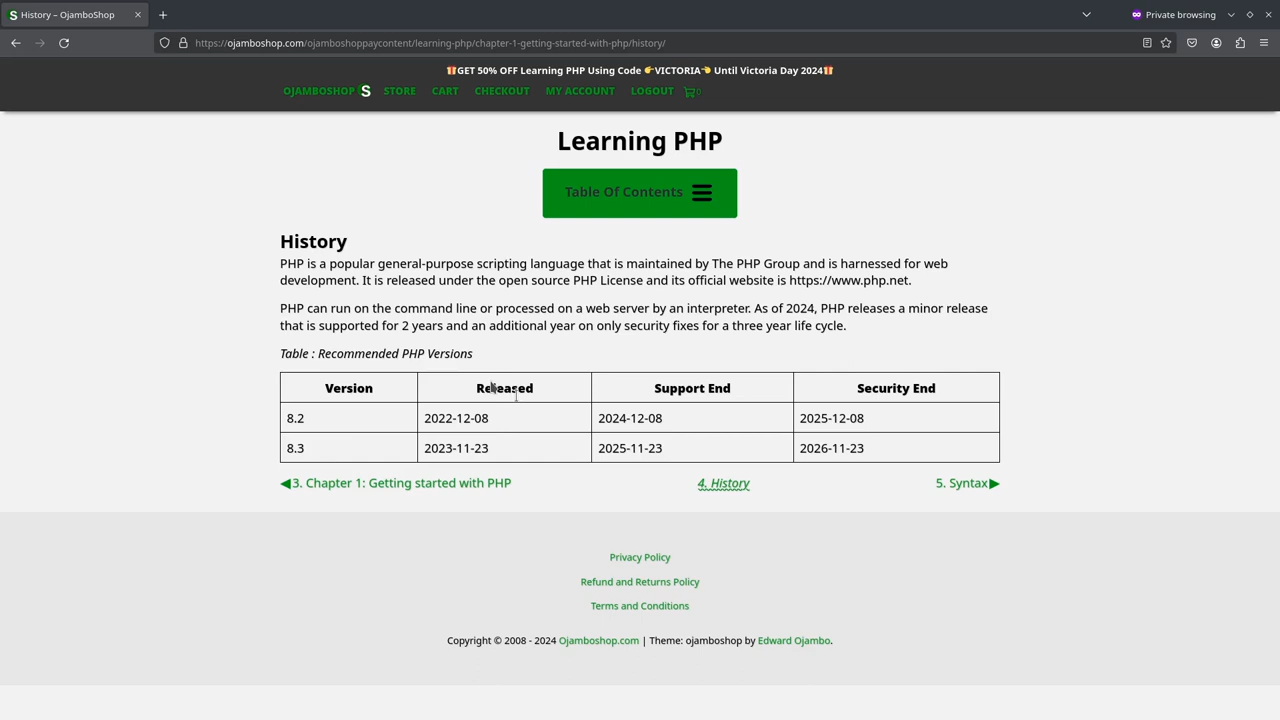 History – OjamboShop
Private browsing
https://ojamboshop.com/ojamboshoppaycontent/learning-php/chapter-1-getting-started-with-php/history/
🎁GET 50% OFF Learning PHP Using Code 👉VICTORIA👈 Until Victoria Day 2024🎁
OJAMBOSHOP S STORE CART CHECKOUT MY ACCOUNT LOGOUT 0
Learning PHP
Table Of Contents
History
PHP is a popular general-purpose scripting language that is maintained by The PHP Group and is harnessed for web
development. It is released under the open source PHP License and its official website is https://www.php.net.
PHP can run on the command line or processed on a web server by an interpreter. As of 2024, PHP releases a minor release
that is supported for 2 years and an additional year on only security fixes for a three year life cycle.
Table : Recommended PHP Versions
Version Released Support End Security End
8.2 2022-12-08 2024-12-08 2025-12-08
8.3 2023-11-23 2025-11-23 2026-11-23
◀3. Chapter 1: Getting started with PHP 4. History 5. Syntax▶
Privacy Policy
Refund and Returns Policy
Terms and Conditions
Copyright © 2008 - 2024 Ojamboshop.com | Theme: ojamboshop by Edward Ojambo.